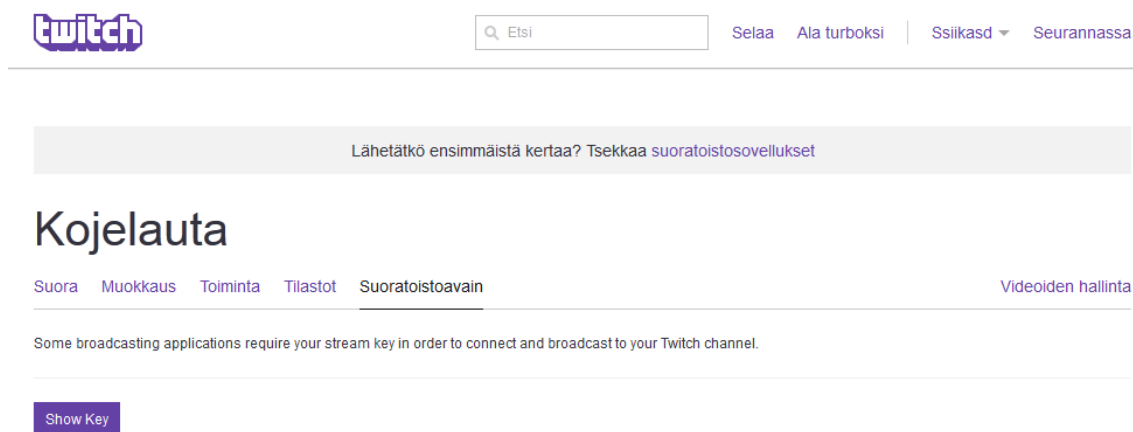 twitch
Etsi
Selaa Ala turboksi Ssiikasd Seurannassa
Lähetätkö ensimmäistä kertaa? Tsekkaa suoratoistosovellukset
Kojelauta
Suora Muokkaus Toiminta Tilastot Suoratoistoavain Videoiden hallinta
Some broadcasting applications require your stream key in order to connect and broadcast to your Twitch channel.
Show Key